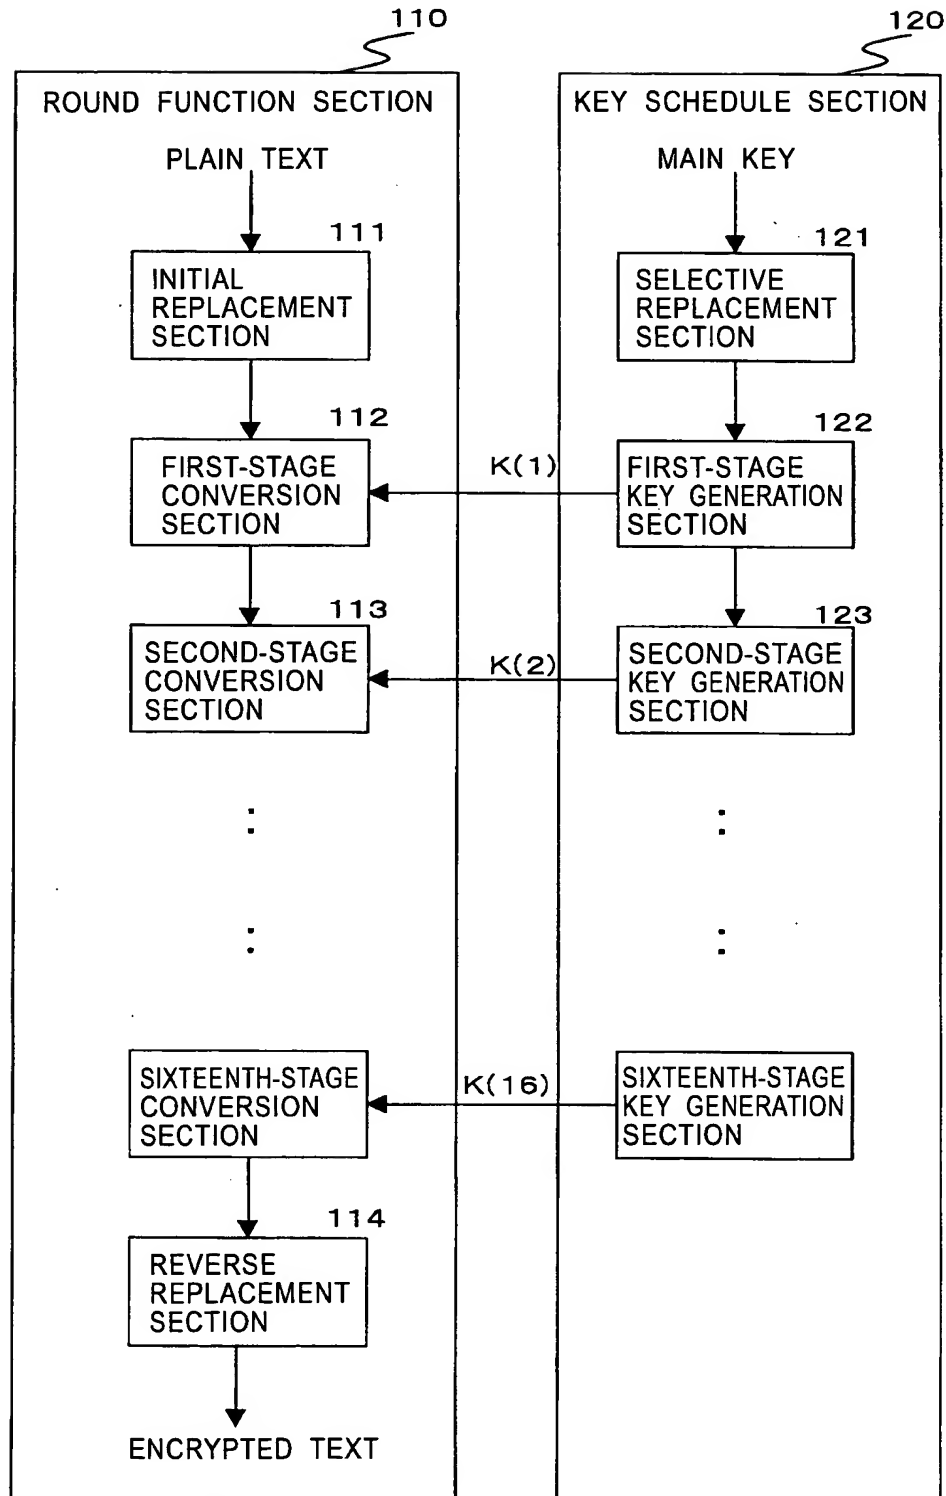 110
120
ROUND FUNCTION SECTION
KEY SCHEDULE SECTION
PLAIN TEXT
MAIN KEY
111
INITIAL
REPLACEMENT
SECTION
121
SELECTIVE
REPLACEMENT
SECTION
112
FIRST-STAGE
CONVERSION
SECTION
K(1)
122
FIRST-STAGE
KEY GENERATION
SECTION
113
SECOND-STAGE
CONVERSION
SECTION
K(2)
123
SECOND-STAGE
KEY GENERATION
SECTION
SIXTEENTH-STAGE
CONVERSION
SECTION
K(16)
SIXTEENTH-STAGE
KEY GENERATION
SECTION
114
REVERSE
REPLACEMENT
SECTION
ENCRYPTED TEXT